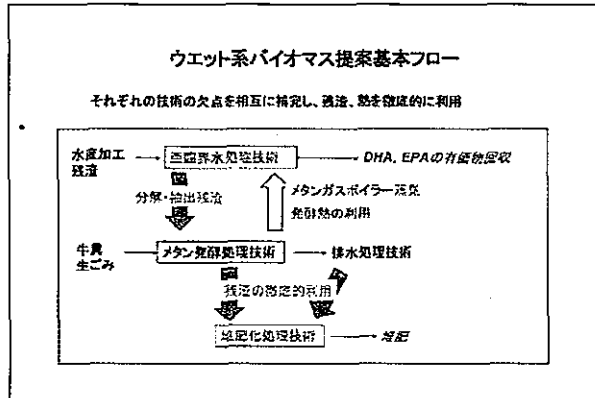 ウエット系バイオマス提案基本フロー
それぞれの技術の欠点を相互に補完し、残渣、熱を徹底的に利用
水産加工
残渣
亜臨界水処理技術
DHA, EPAの有価物回収
分解・抽出残渣
メタンガスボイラー蒸気
発酵熱の利用
牛糞
生ごみ
メタン発酵処理技術
排水処理技術
残渣の徹底的利用
堆肥化処理技術
堆肥